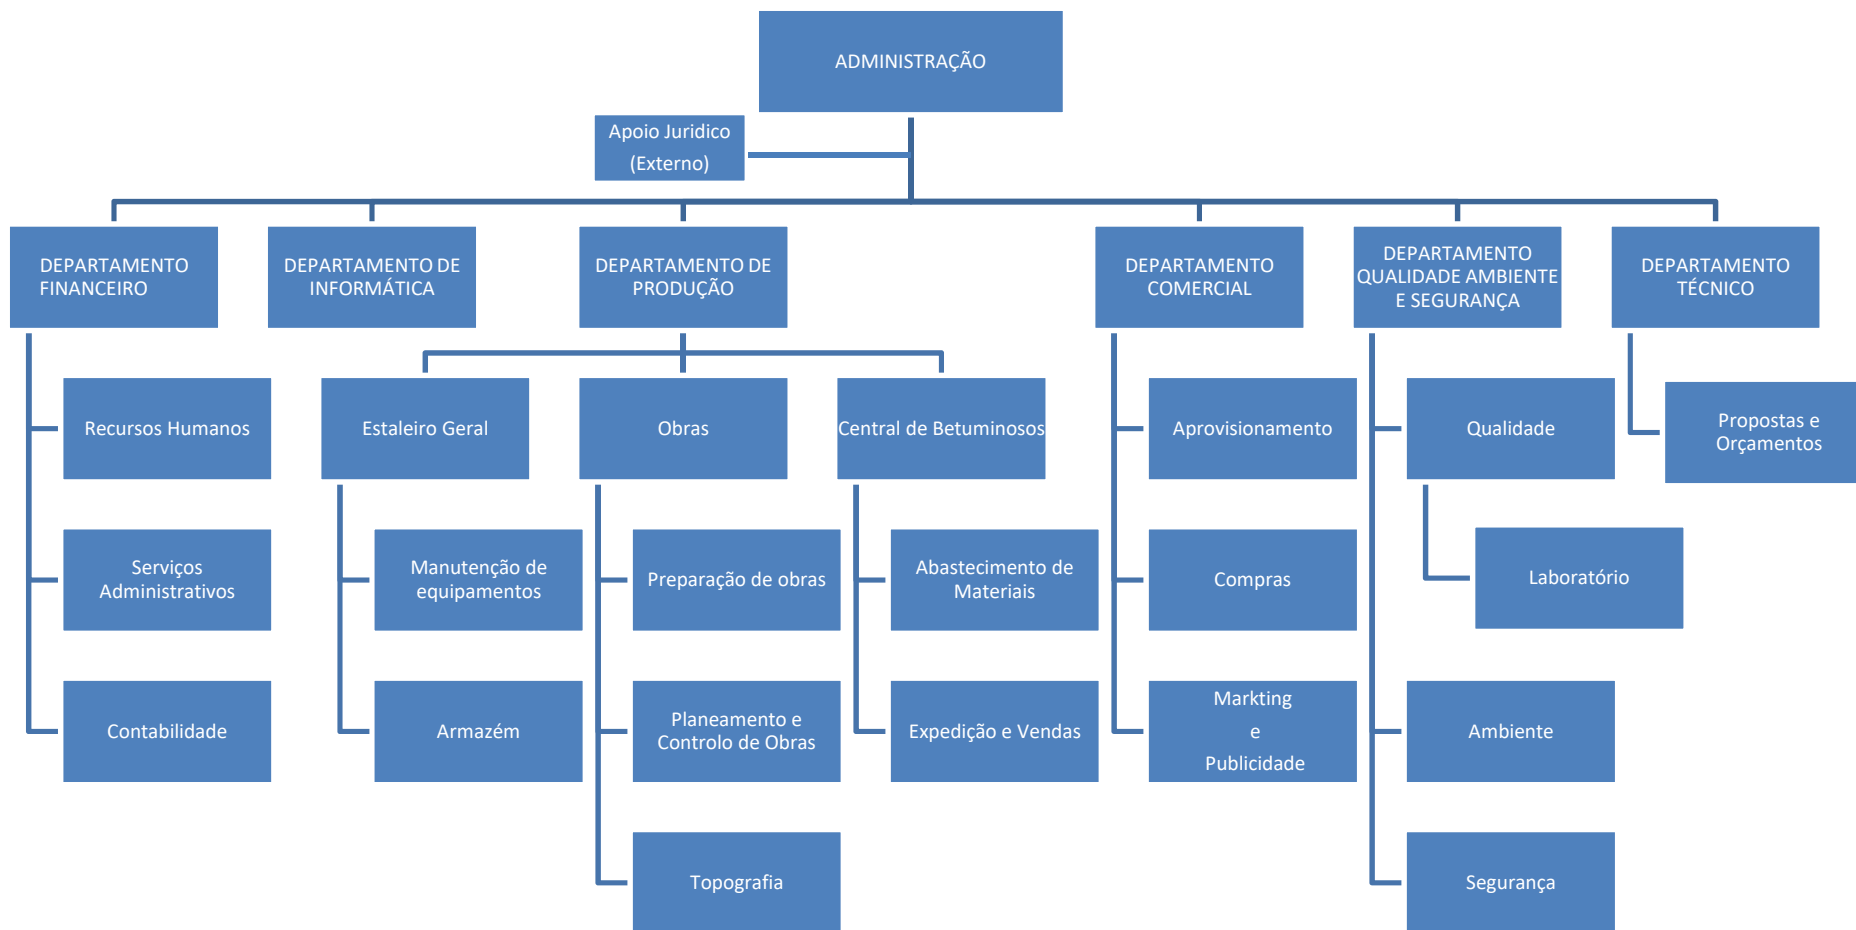 ADMINISTRAÇÃO
Apoio Juridico
(Externo)
DEPARTAMENTO
FINANCEIRO
DEPARTAMENTO DE
INFORMÁTICA
DEPARTAMENTO DE
PRODUÇÃO
DEPARTAMENTO
COMERCIAL
DEPARTAMENTO
QUALIDADE AMBIENTE
E SEGURANÇA
DEPARTAMENTO
TÉCNICO
Recursos Humanos
Estaleiro Geral
Obras
Central de Betuminosos
Aprovisionamento
Qualidade
Propostas e
Orçamentos
Serviços
Administrativos
Manutenção de
equipamentos
Preparação de obras
Abastecimento de
Materiais
Compras
Laboratório
Contabilidade
Armazém
Planeamento e
Controlo de Obras
Expedição e Vendas
Markting
e
Publicidade
Ambiente
Topografia
Segurança